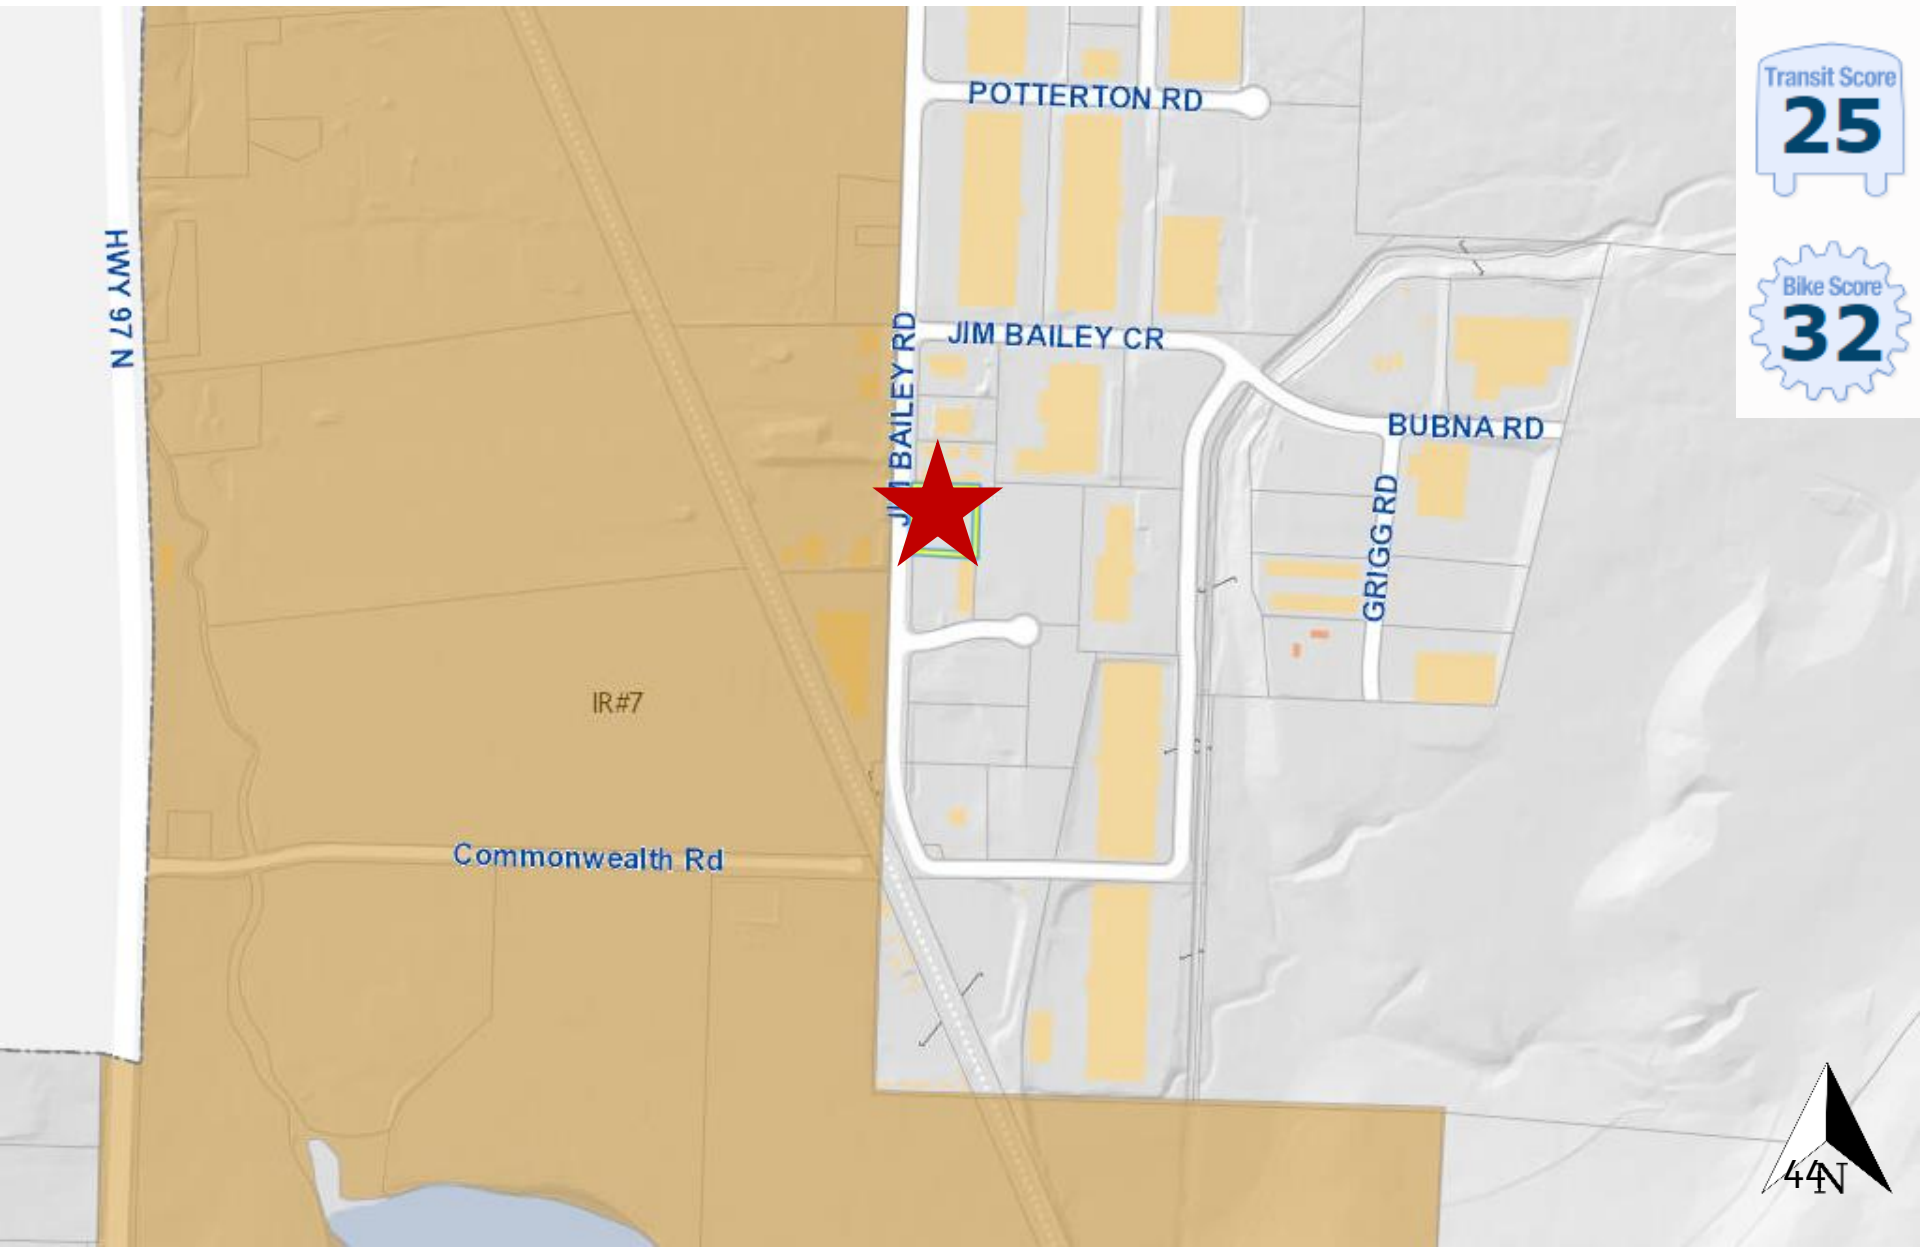 POTTERTON RD
Transit Score
25
HWY 97 N
Bike Score
32
JIM BAILEY RD
JIM BAILEY CR
BUBNA RD
GRIGG RD
IR#7
Commonwealth Rd
44
N